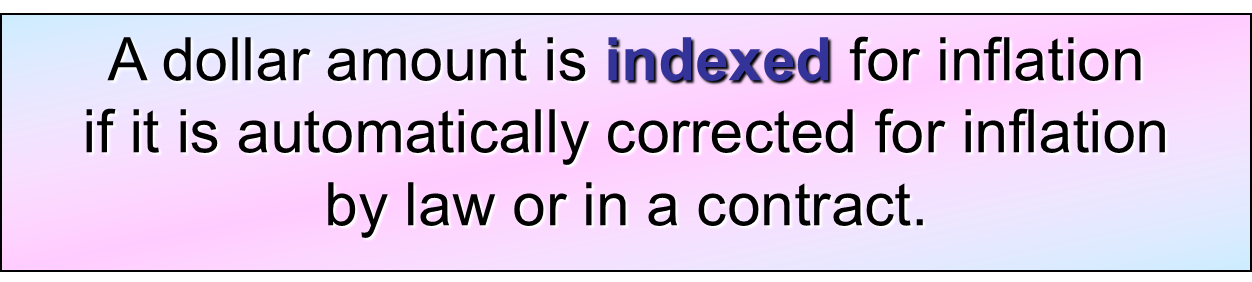 A dollar amount is indexed for inflation
if it is automatically corrected for inflation
by law or in a contract.